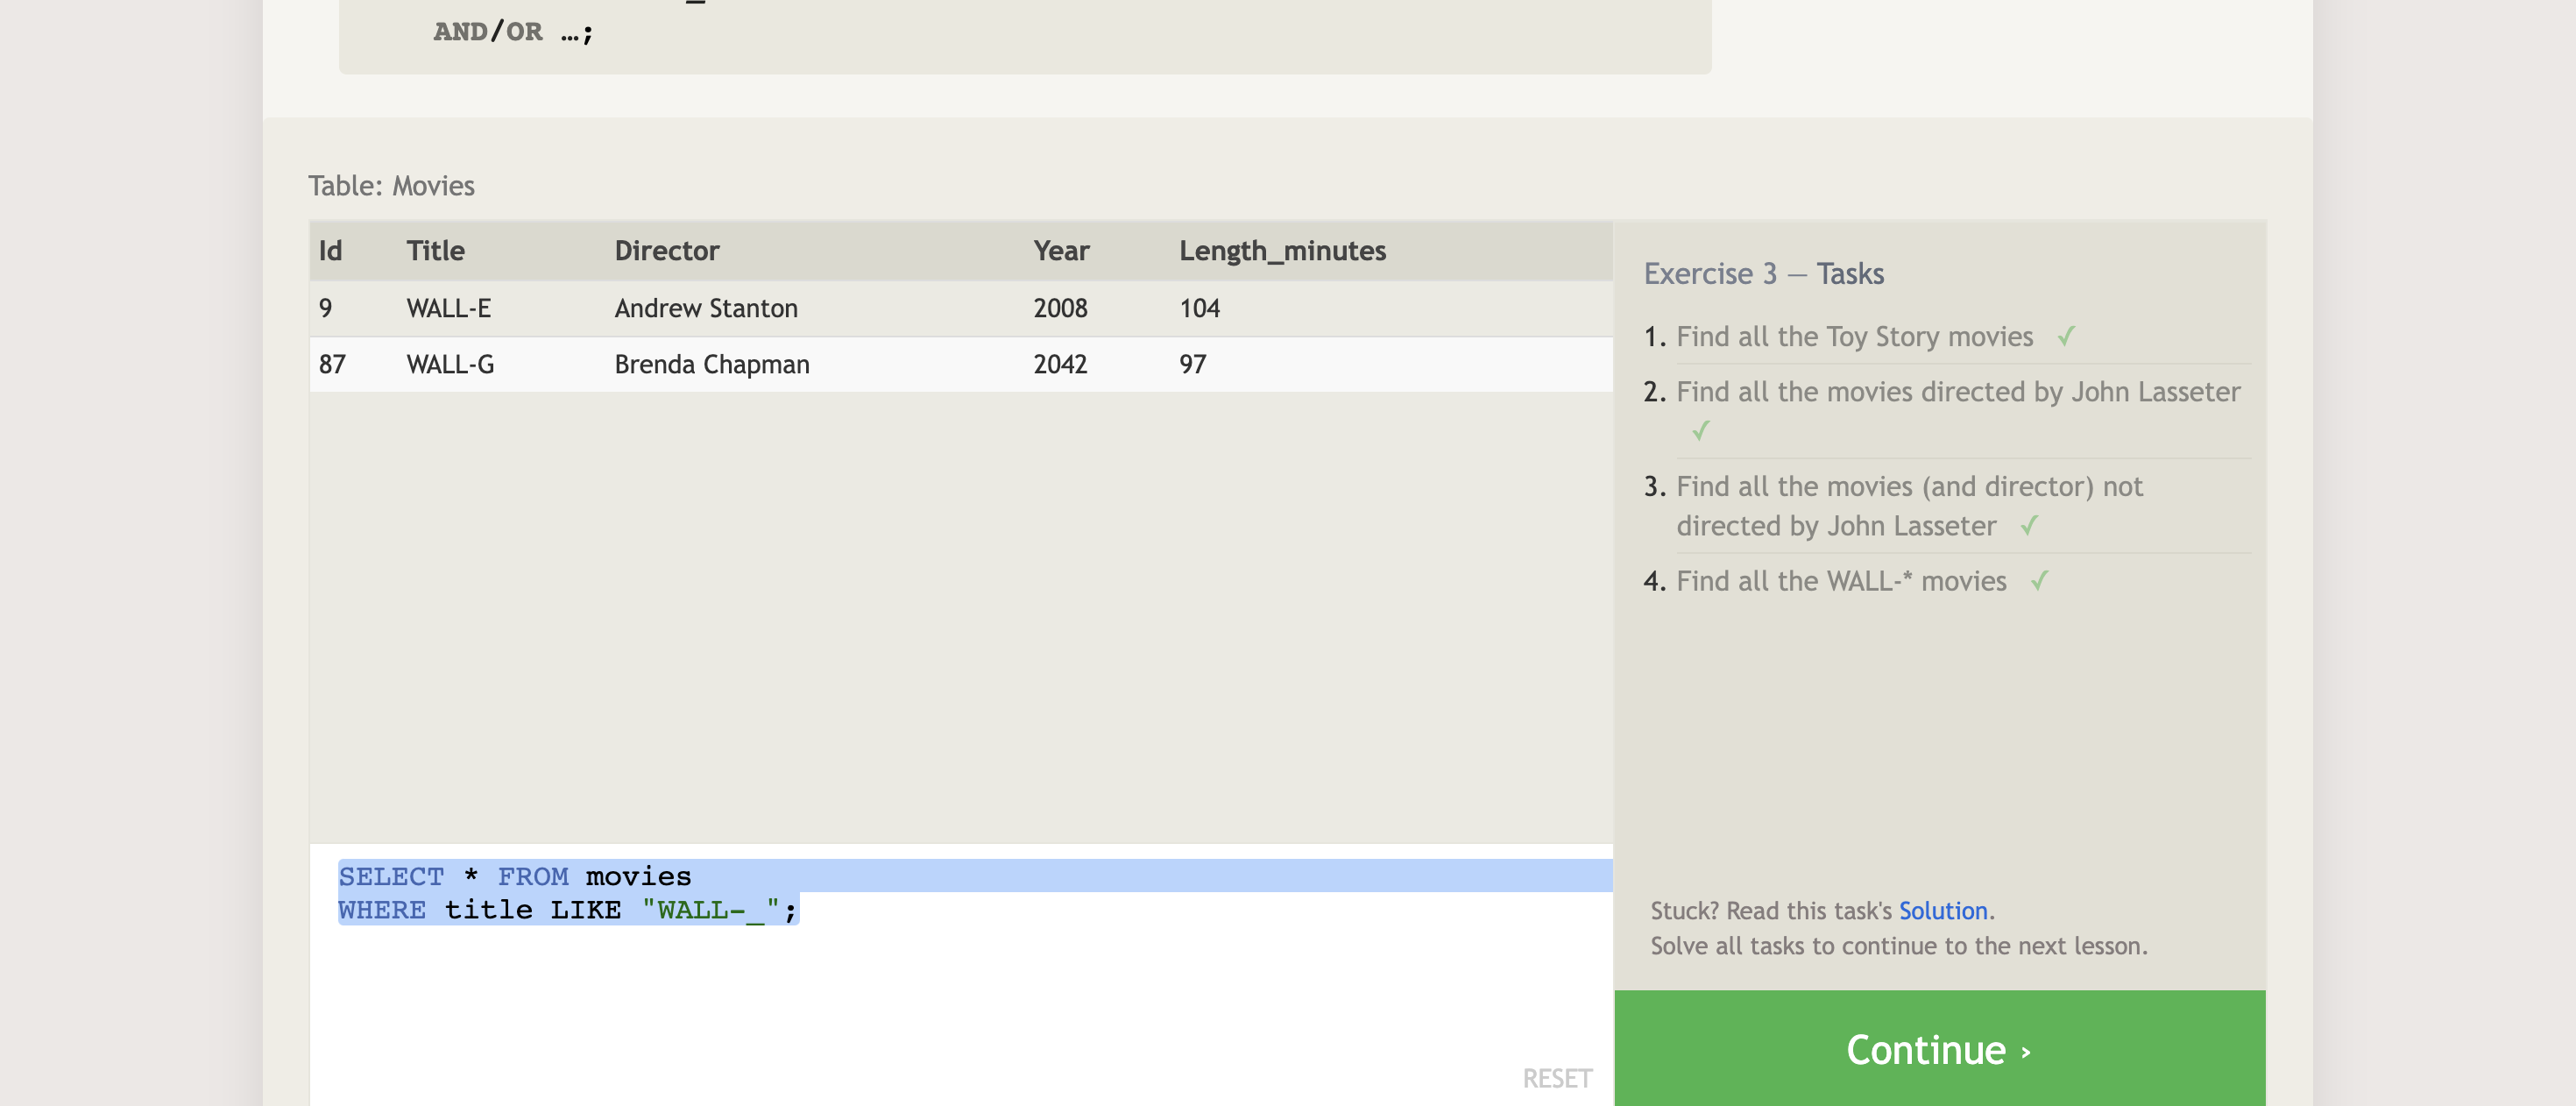 AND/OR …;
Table: Movies
Id Title Director Year Length_minutes
9 WALL-E Andrew Stanton 2008 104
87 WALL-G Brenda Chapman 2042 97
SELECT * FROM movies
WHERE title LIKE "WALL-_";
RESET
Exercise 3 — Tasks
1. Find all the Toy Story movies ✓
2. Find all the movies directed by John Lasseter
✓
3. Find all the movies (and director) not
directed by John Lasseter ✓
4. Find all the WALL-* movies ✓
Stuck? Read this task's Solution.
Solve all tasks to continue to the next lesson.
Continue ›